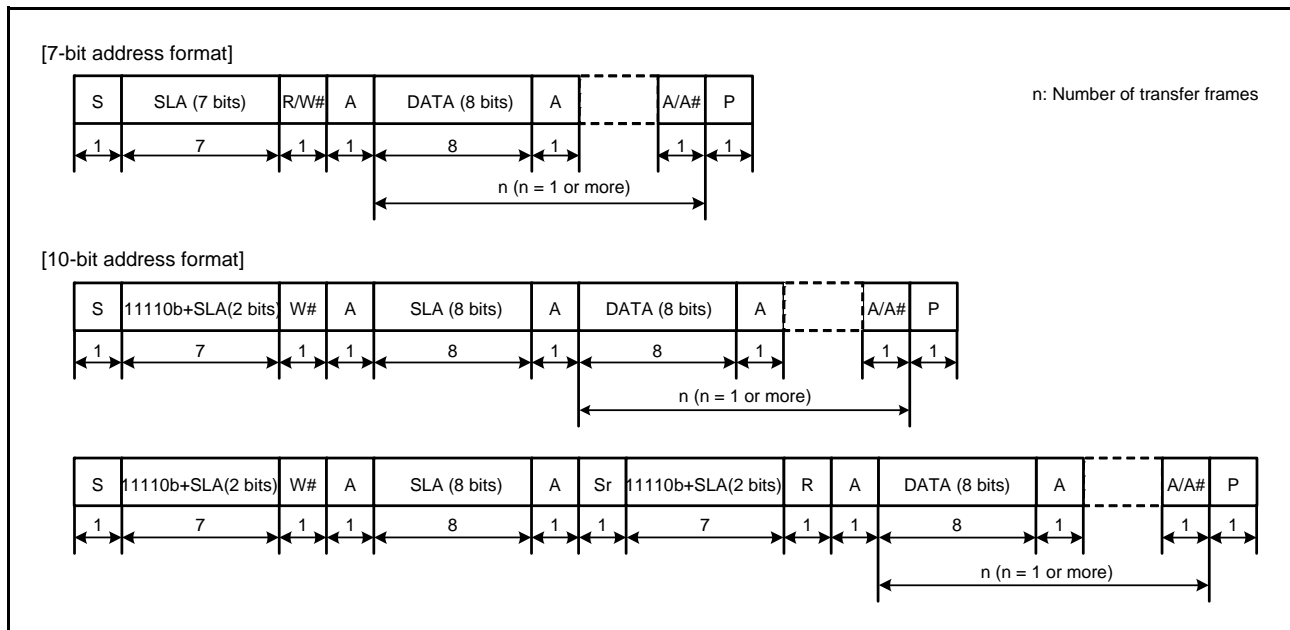 [7-bit address format]
n: Number of transfer frames
S SLA (7 bits) R/W# A DATA (8 bits) A A/A# P
1 7 1 1 8 1 1 1
n (n = 1 or more)
[10-bit address format]
S 11110b+SLA(2 bits) W# A SLA (8 bits) A DATA (8 bits) A A/A# P
1 7 1 1 8 1 8 1 1 1
n (n = 1 or more)
S 11110b+SLA(2 bits) W# A SLA (8 bits) A Sr 11110b+SLA(2 bits) R A DATA (8 bits) A A/A# P
1 7 1 1 8 1 1 7 1 1 8 1 1 1
n (n = 1 or more)